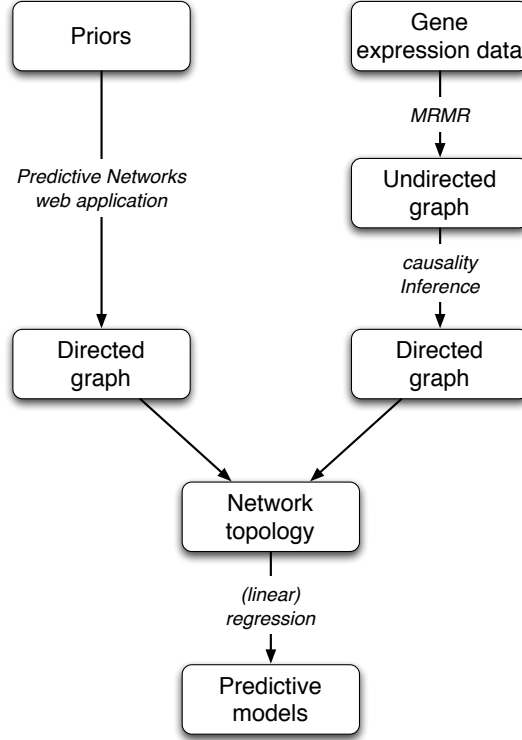 Priors
Gene
expression data
MRMR
Predictive Networks
web application
Undirected
graph
causality
Inference
Directed
graph
Directed
graph
Network
topology
(linear)
regression
Predictive
models